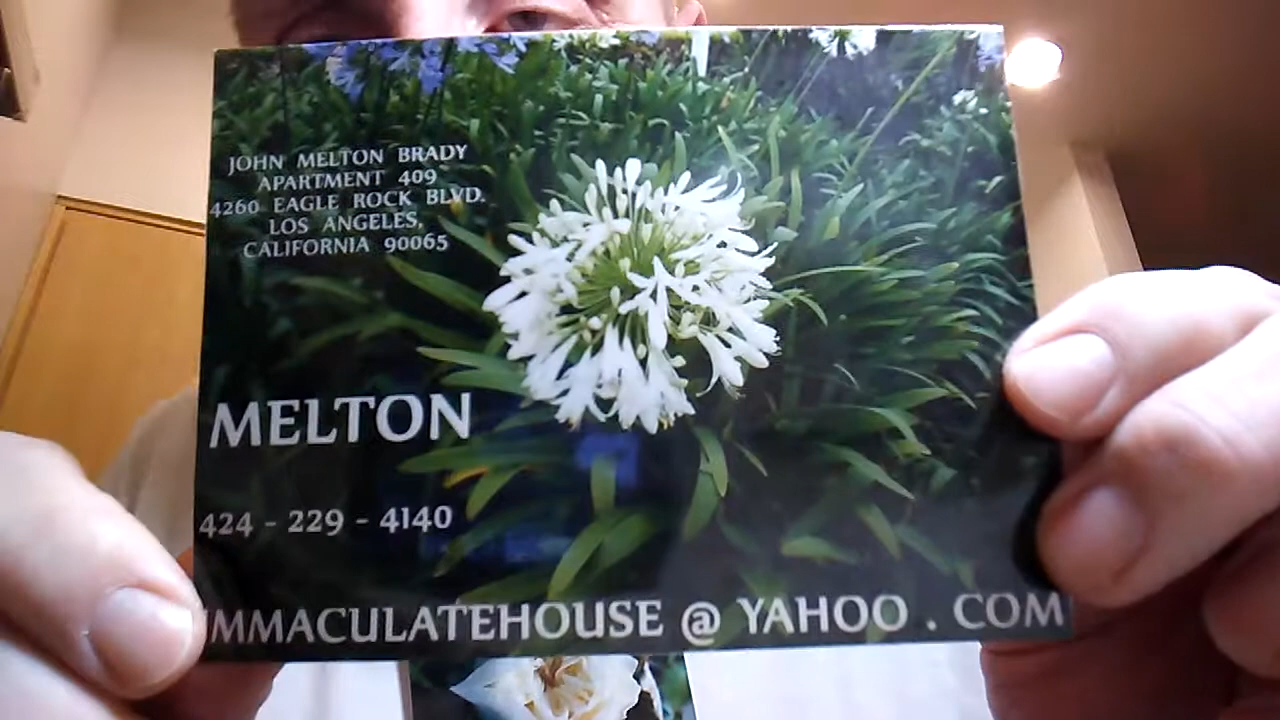 JOHN MELTON BRADY
APARTMENT 409
4260 EAGLE ROCK BLVD.
LOS ANGELES,
CALIFORNIA 90065
MELTON
424 - 229 - 4140
IMMACULATEHOUSE @ YAHOO . COM